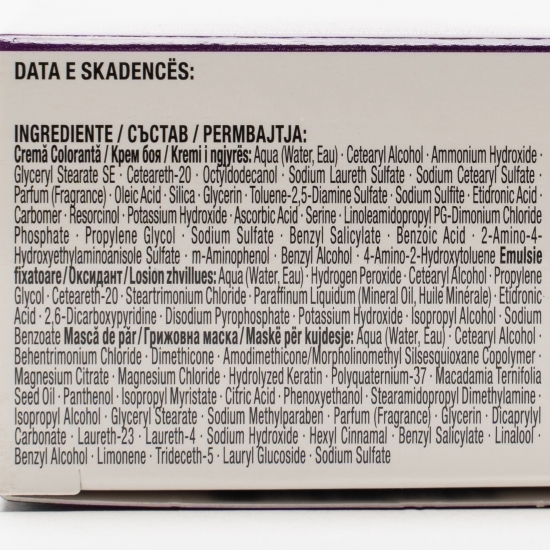 DATA E SKADENCËS:
INGREDIENTE / СЪСТАВ / PERMBAJTJA:
Cremă Colorantă / Крем боя / Kremi i ngjyrës: Aqua (Water, Eau) · Cetearyl Alcohol · Ammonium Hydroxide ·
Glyceryl Stearate SE · Ceteareth-20 · Octyldodecanol · Sodium Laureth Sulfate · Sodium Cetearyl Sulfate ·
Parfum (Fragrance) · Oleic Acid · Silica · Glycerin · Toluene-2,5-Diamine Sulfate · Sodium Sulfite · Etidronic Acid ·
Carbomer · Resorcinol · Potassium Hydroxide · Ascorbic Acid · Serine · Linoleamidopropyl PG-Dimonium Chloride
Phosphate · Propylene Glycol · Sodium Sulfate · Benzyl Salicylate · Benzoic Acid · 2-Amino-4-
Hydroxyethylaminoanisole Sulfate · m-Aminophenol · Benzyl Alcohol · 4-Amino-2-Hydroxytoluene Emulsie
fixatoare / Оксидант / Losion zhvillues: Aqua (Water, Eau) · Hydrogen Peroxide · Cetearyl Alcohol · Propylene
Glycol · Ceteareth-20 · Steartrimonium Chloride · Paraffinum Liquidum (Mineral Oil, Huile Minérale) · Etidronic
Acid · 2,6-Dicarboxypyridine · Disodium Pyrophosphate · Potassium Hydroxide · Isopropyl Alcohol · Sodium
Benzoate Mască de păr / Грижовна маска / Maskë për kujdesje: Aqua (Water, Eau) · Cetearyl Alcohol ·
Behentrimonium Chloride · Dimethicone · Amodimethicone/Morpholinomethyl Silsesquioxane Copolymer ·
Magnesium Citrate · Magnesium Chloride · Hydrolyzed Keratin · Polyquaternium-37 · Macadamia Ternifolia
Seed Oil · Panthenol · Isopropyl Myristate · Citric Acid · Phenoxyethanol · Stearamidopropyl Dimethylamine ·
Isopropyl Alcohol · Glyceryl Stearate · Sodium Methylparaben · Parfum (Fragrance) · Glycerin · Dicaprylyl
Carbonate · Laureth-23 · Laureth-4 · Sodium Hydroxide · Hexyl Cinnamal · Benzyl Salicylate · Linalool ·
Benzyl Alcohol · Limonene · Trideceth-5 · Lauryl Glucoside · Sodium Sulfate